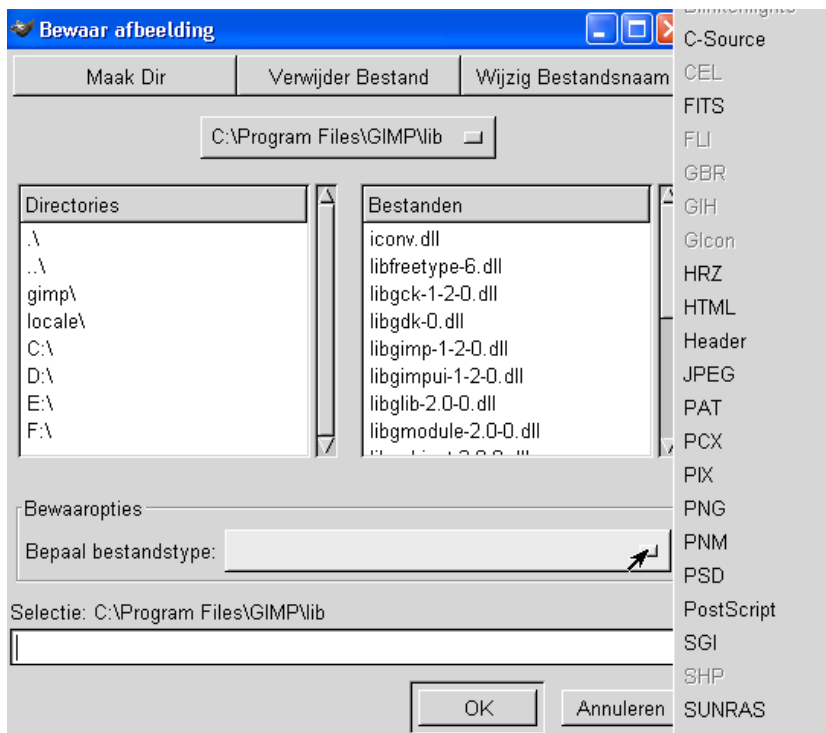 Bewaar afbeelding
Maak Dir
Verwijder Bestand
Wijzig Bestandsnaam
C:\Program Files\GIMP\lib
Directories
.\
..\
gimp\
locale\
C:\
D:\
E:\
F:\
Bestanden
iconv.dll
libfreetype-6.dll
libgck-1-2-0.dll
libgdk-0.dll
libgimp-1-2-0.dll
libgimpui-1-2-0.dll
libglib-2.0-0.dll
libgmodule-2.0-0.dll
Bewaaropties
Bepaal bestandstype:
Selectie: C:\Program Files\GIMP\lib
OK
Annuleren
C-Source
CEL
FITS
FLI
GBR
GIH
GIcon
HRZ
HTML
Header
JPEG
PAT
PCX
PIX
PNG
PNM
PSD
PostScript
SGI
SHP
SUNRAS